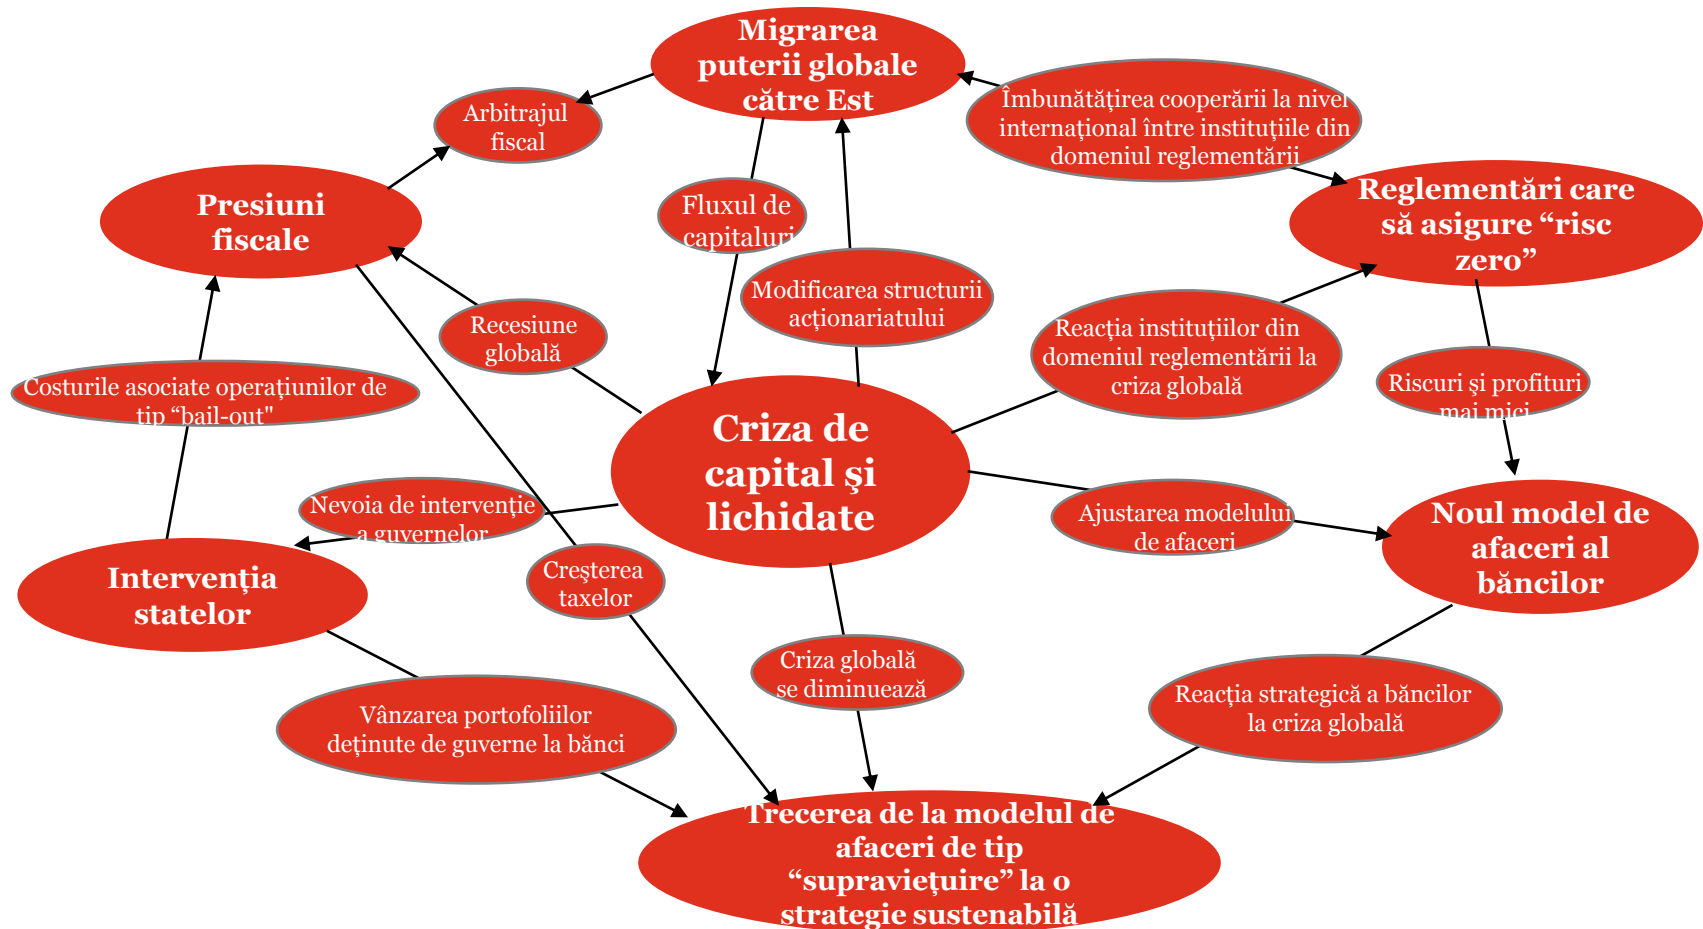 Migrarea
puterii globale
către Est
Arbitrajul
fiscal
Îmbunătăţirea cooperării la nivel
internaţional între instituţiile din
domeniul reglementării
Presiuni
fiscale
Fluxul de
capitaluri
Reglementări care
să asigure “risc
zero”
Modificarea structurii
acţionariatului
Recesiune
globală
Reacţia instituţiilor din
domeniul reglementării la
criza globală
Costurile asociate operaţiunilor de
tip “bail-out"
Riscuri şi profituri
mai mici
Criza de
capital şi
lichidate
Nevoia de intervenţie
a guvernelor
Ajustarea modelului
de afaceri
Noul model de
afaceri al
băncilor
Intervenţia
statelor
Creşterea
taxelor
Criza globală
se diminuează
Reacţia strategică a băncilor
la criza globală
Vânzarea portofoliilor
deţinute de guverne la bănci
Trecerea de la modelul de
afaceri de tip
“supravieţuire” la o
strategie sustenabilă